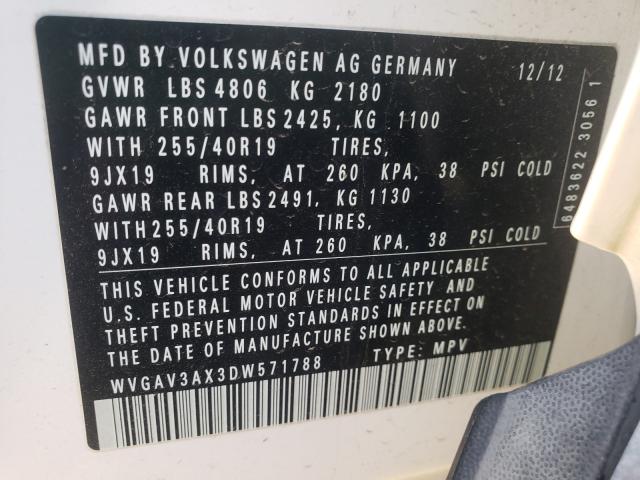 MFD BY VOLKSWAGEN AG GERMANY 12/12
GVWR LBS 4806 KG 2180
GAWR FRONT LBS 2425, KG 1100
WITH 255/40R19 TIRES,
9JX19 RIMS, AT 260 KPA, 38 PSI COLD
GAWR REAR LBS 2491, KG 1130
WITH255/40R19 TIRES,
9JX19 RIMS, AT 260 KPA, 38 PSI COLD
THIS VEHICLE CONFORMS TO ALL APPLICABLE
U.S. FEDERAL MOTOR VEHICLE SAFETY AND
THEFT PREVENTION STANDARDS IN EFFECT ON
THE DATE OF MANUFACTURE SHOWN ABOVE.
WVGAV3AX3DW571788 TYPE: MPV
6483622 3056 1